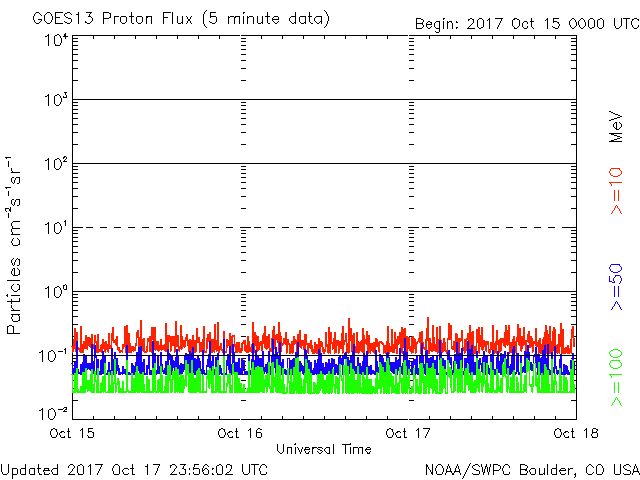 GOES13 Proton Flux (5 minute data)
Begin: 2017 Oct 15 0000 UTC
Particles cm⁻²s⁻¹sr⁻¹
10⁴
10³
10²
10¹
10⁰
10⁻¹
10⁻²
Oct 15
Oct 16
Oct 17
Oct 18
Universal Time
MeV
>=10
>=50
>=100
Updated 2017 Oct 17 23:56:02 UTC
NOAA/SWPC Boulder, CO USA